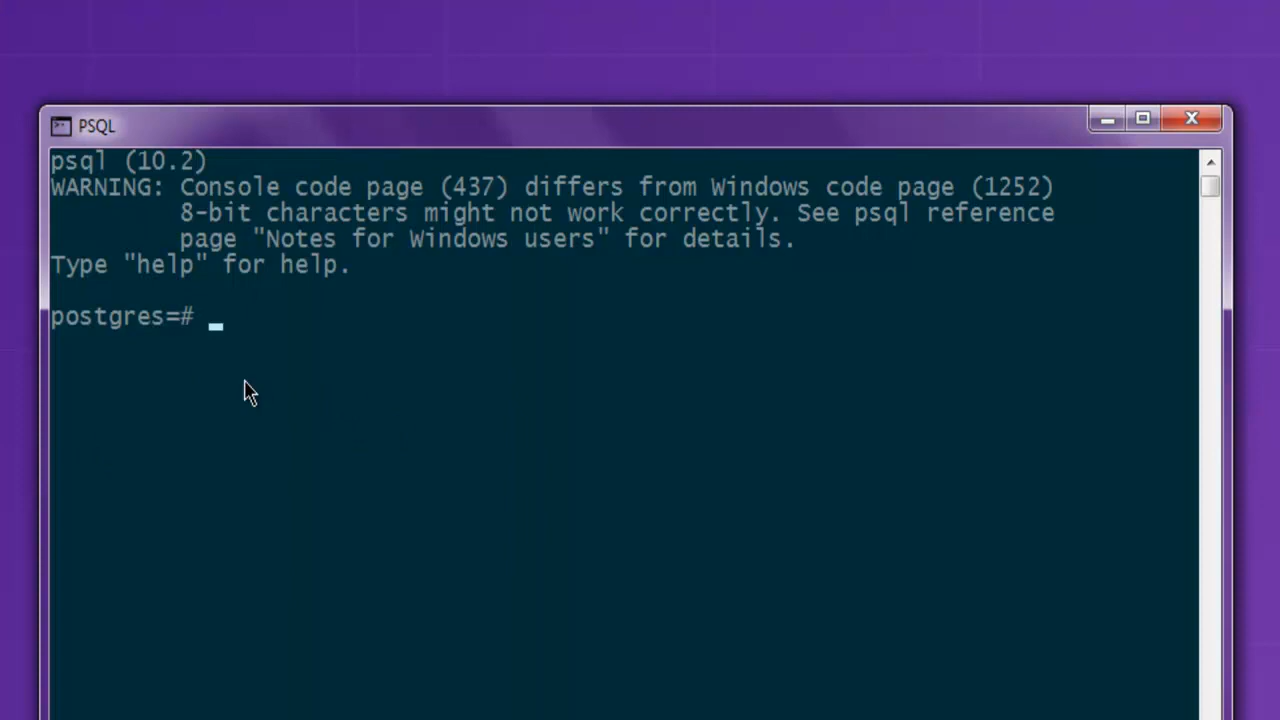 PSQL
psql (10.2)
WARNING: Console code page (437) differs from Windows code page (1252)
8-bit characters might not work correctly. See psql reference
page "Notes for Windows users" for details.
Type "help" for help.
postgres=#